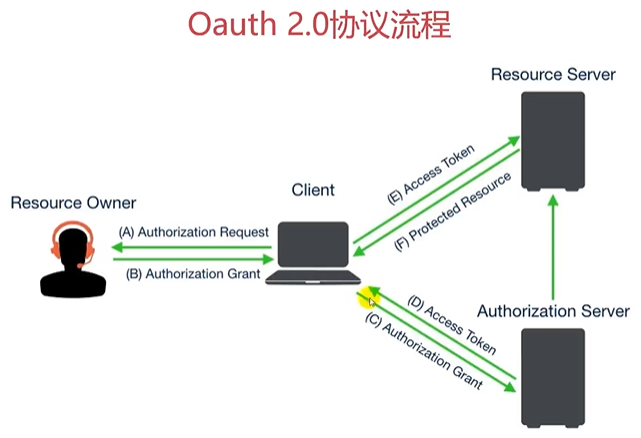 Oauth 2.0协议流程
Resource Server
Resource Owner
Client
(A) Authorization Request
(B) Authorization Grant
(E) Access Token
(F) Protected Resource
Authorization Server
(D) Access Token
(C) Authorization Grant